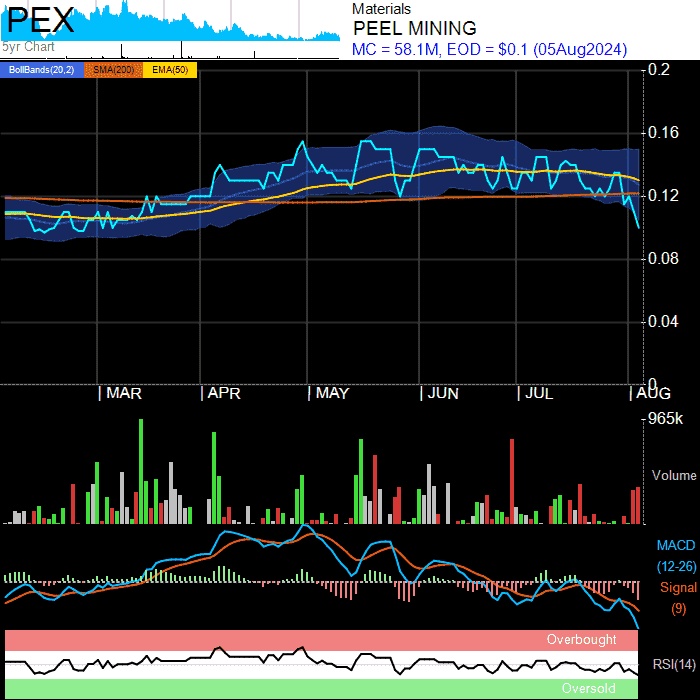 PEX
5yr Chart
Materials
PEEL MINING
MC = 58.1M, EOD = $0.1 (05Aug2024)
BollBands(20,2) SMA(200) EMA(50)
0.2
0.16
0.12
0.08
0.04
0
| MAR | APR | MAY | JUN | JUL | AUG
965k
Volume
MACD
(12-26)
Signal
(9)
Overbought
RSI(14)
Oversold